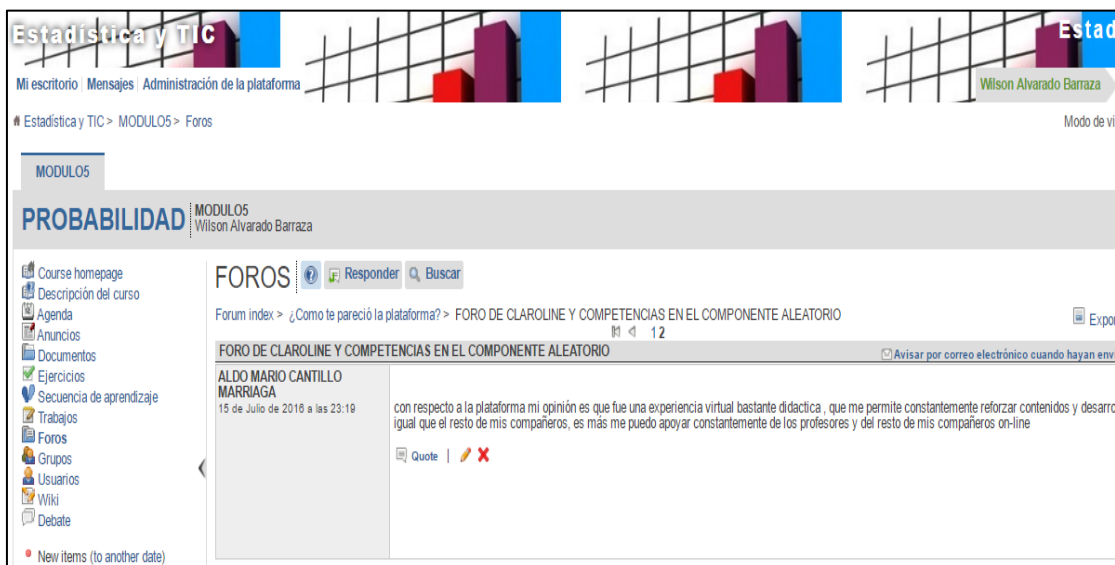 Estadística y TIC
Estad
Mi escritorio | Mensajes | Administración de la plataforma
Wilson Alvarado Barraza
Estadística y TIC > MODULO5 > Foros
Modo de vi
MODULO5
PROBABILIDAD
MODULO5
Wilson Alvarado Barraza
Course homepage
Descripción del curso
Agenda
Anuncios
Documentos
Ejercicios
Secuencia de aprendizaje
Trabajos
Foros
Grupos
Usuarios
Wiki
Debate
New items (to another date)
FOROS
Responder
Buscar
Forum index > ¿Como te pareció la plataforma? > FORO DE CLAROLINE Y COMPETENCIAS EN EL COMPONENTE ALEATORIO
Expor
1 2
FORO DE CLAROLINE Y COMPETENCIAS EN EL COMPONENTE ALEATORIO
Avisar por correo electrónico cuando hayan env
ALDO MARIO CANTILLO
MARRIAGA
15 de Julio de 2016 a las 23:19
con respecto a la plataforma mi opinión es que fue una experiencia virtual bastante didactica , que me permite constantemente reforzar contenidos y desarro
igual que el resto de mis compañeros, es más me puedo apoyar constantemente de los profesores y del resto de mis compañeros on-line
Quote |